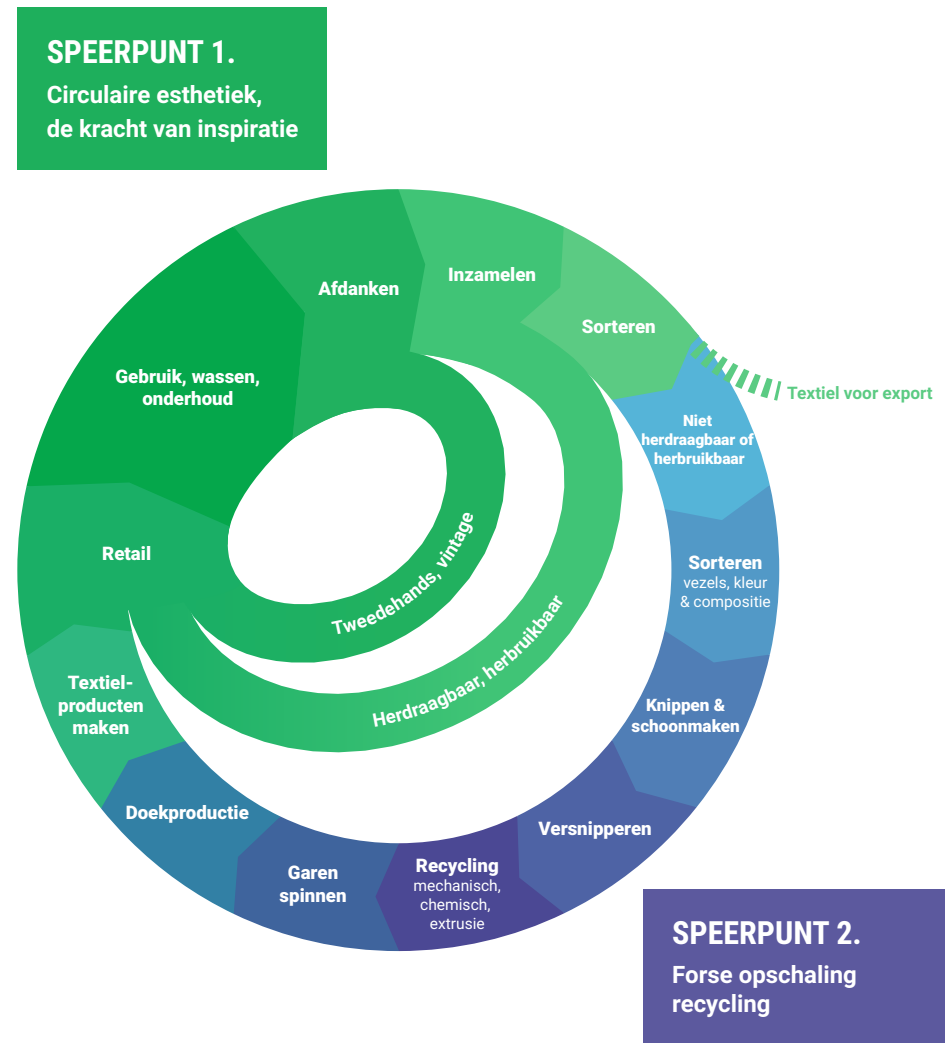 SPEERPUNT 1.
Circulaire esthetiek,
de kracht van inspiratie
Afdanken
Inzamelen
Sorteren
Textiel voor export
Gebruik, wassen,
onderhoud
Niet
herdraagbaar of
herbruikbaar
Retail
Tweedehands, vintage
Herdraagbaar, herbruikbaar
Sorteren
vezels, kleur
& compositie
Knippen &
schoonmaken
Textiel-
producten
maken
Doekproductie
Versnipperen
Garen
spinnen
Recycling
mechanisch,
chemisch,
extrusie
SPEERPUNT 2.
Forse opschaling
recycling